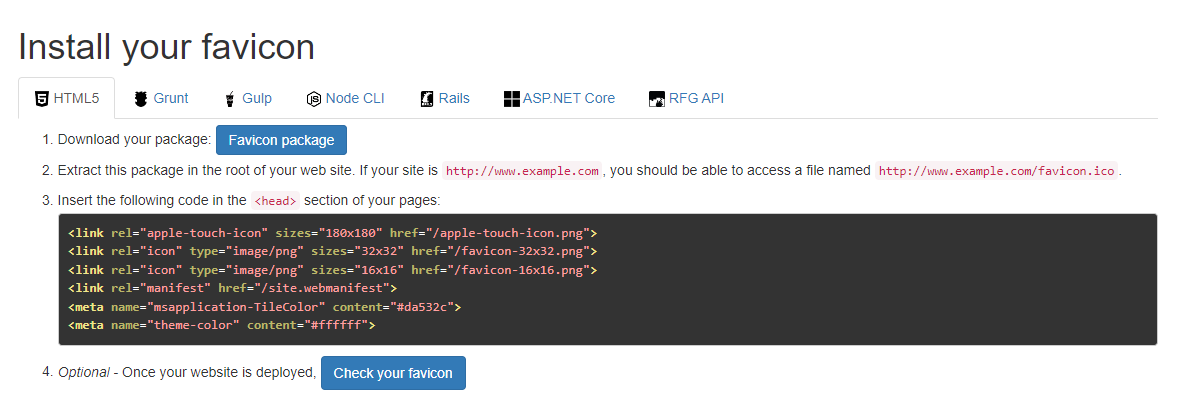 Install your favicon
HTML5 Grunt Gulp Node CLI Rails ASP.NET Core RFG API
1. Download your package: Favicon package
2. Extract this package in the root of your web site. If your site is http://www.example.com, you should be able to access a file named http://www.example.com/favicon.ico.
3. Insert the following code in the <head> section of your pages:
<link rel="apple-touch-icon" sizes="180x180" href="/apple-touch-icon.png">
<link rel="icon" type="image/png" sizes="32x32" href="/favicon-32x32.png">
<link rel="icon" type="image/png" sizes="16x16" href="/favicon-16x16.png">
<link rel="manifest" href="/site.webmanifest">
<meta name="msapplication-TileColor" content="#da532c">
<meta name="theme-color" content="#ffffff">
4. Optional - Once your website is deployed, Check your favicon